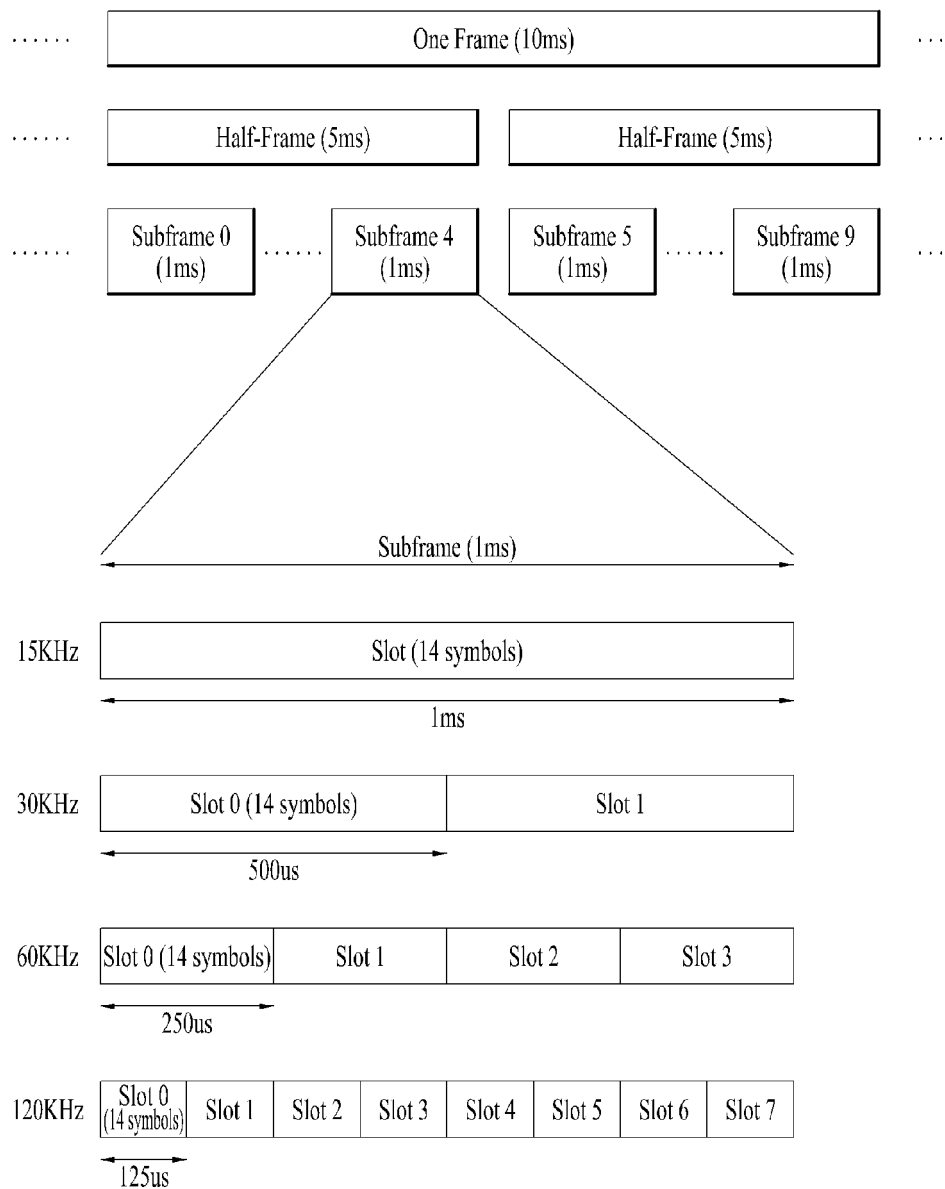 ...... One Frame (10ms) ...
...... Half-Frame (5ms) Half-Frame (5ms) ...
Subframe 0 Subframe 4 Subframe 5 Subframe 9
...... (1ms) ...... (1ms) (1ms) ...... (1ms) ...
Subframe (1ms)
15KHz Slot (14 symbols)
1ms
30KHz Slot 0 (14 symbols) Slot 1
500us
60KHz Slot 0 (14 symbols) Slot 1 Slot 2 Slot 3
250us
120KHz Slot 0 (14 symbols) Slot 1 Slot 2 Slot 3 Slot 4 Slot 5 Slot 6 Slot 7
125us